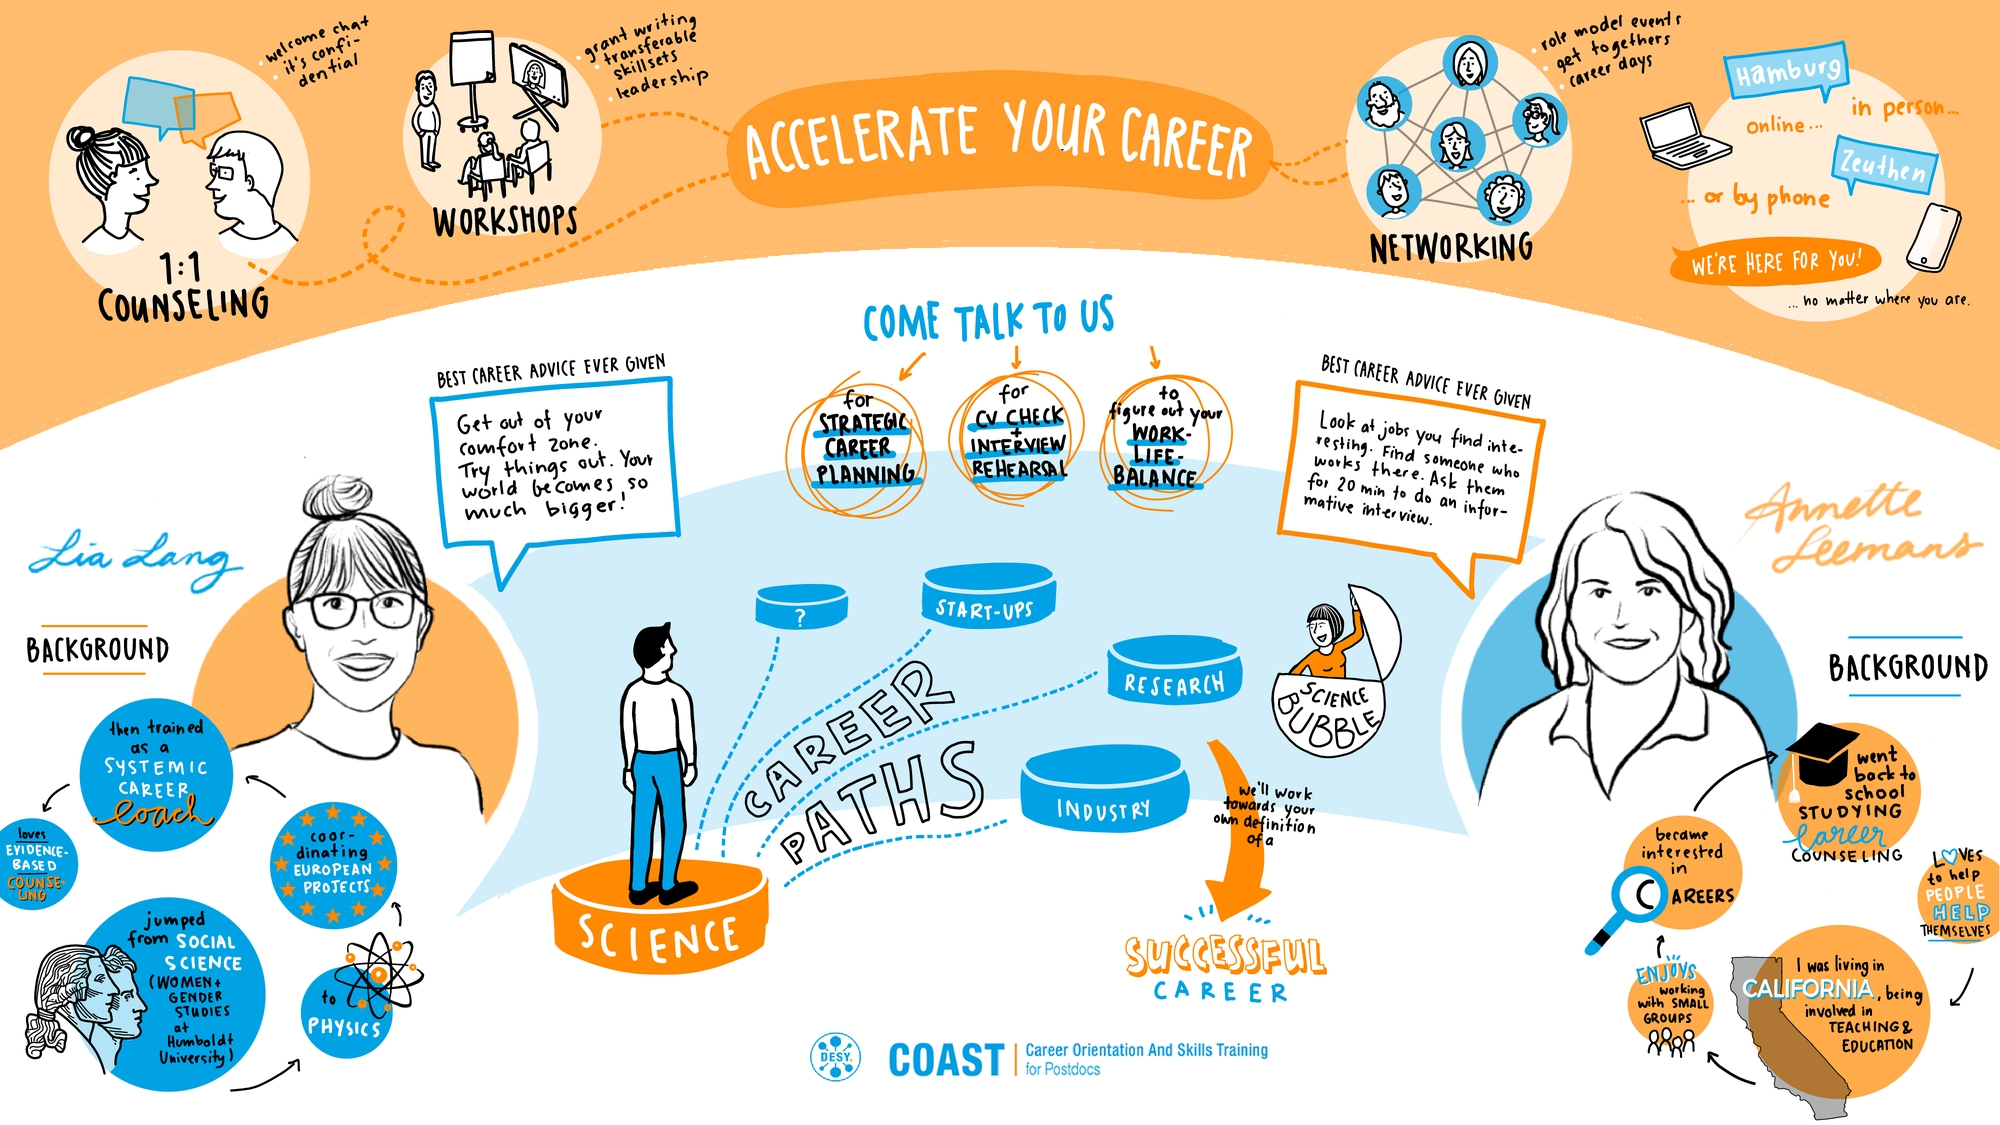 welcome chat
it's confi-
dential
1:1
COUNSELING
grant writing
transferable
skillsets
leadership
WORKSHOPS
ACCELERATE YOUR CAREER
role model events
get togethers
career days
NETWORKING
Hamburg
in person...
online...
Zeuthen
... or by phone
WE'RE HERE FOR YOU!
... no matter where you are.
COME TALK TO US
for
STRATEGIC
CAREER
PLANNING
for
CV CHECK
+
INTERVIEW
REHEARSAL
to
figure out your
WORK-
LIFE-
BALANCE
BEST CAREER ADVICE EVER GIVEN
Get out of your
comfort zone.
Try things out. Your
world becomes so
much bigger!
BEST CAREER ADVICE EVER GIVEN
Look at jobs you find inte-
resting. Find someone who
works there. Ask them
for 20 min to do an infor-
mative interview.
Lia Lang
BACKGROUND
jumped
from SOCIAL
SCIENCE
(WOMEN+
GENDER
STUDIES
at
Humboldt
University)
to
PHYSICS
coor-
dinating
EUROPEAN
PROJECTS
then trained
as a
SYSTEMIC
CAREER
coach
loves
EVIDENCE-
BASED
COUNSE-
LING
?
START-UPS
RESEARCH
INDUSTRY
CAREER
PATHS
SCIENCE
SCIENCE
BUBBLE
we'll work
towards your
own definition
of a
SUCCESSFUL
CAREER
Annette
Leemans
BACKGROUND
went
back to
school
STUDYING
Career
COUNSELING
became
interested
in
CAREERS
LOVES
to help
PEOPLE
HELP
THEMSELVES
ENJOYS
working
with SMALL
GROUPS
I was living in
CALIFORNIA, being
involved in
TEACHING &
EDUCATION
DESY.
COAST
Career Orientation And Skills Training
for Postdocs